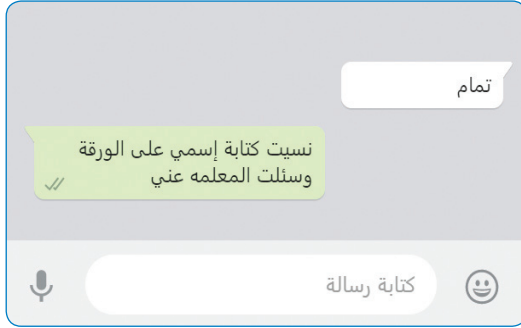 تمام
نسيت كتابة إسمي على الورقة
وسئلت المعلمه عني
كتابة رسالة